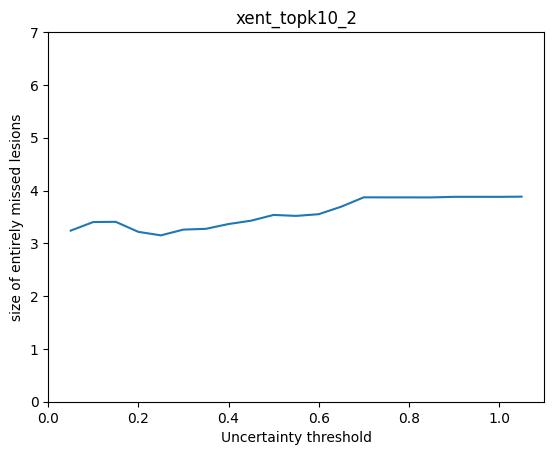 xent_topk10_2
7
6
5
4
3
2
1
0
size of entirely missed lesions
0.0 0.2 0.4 0.6 0.8 1.0
Uncertainty threshold